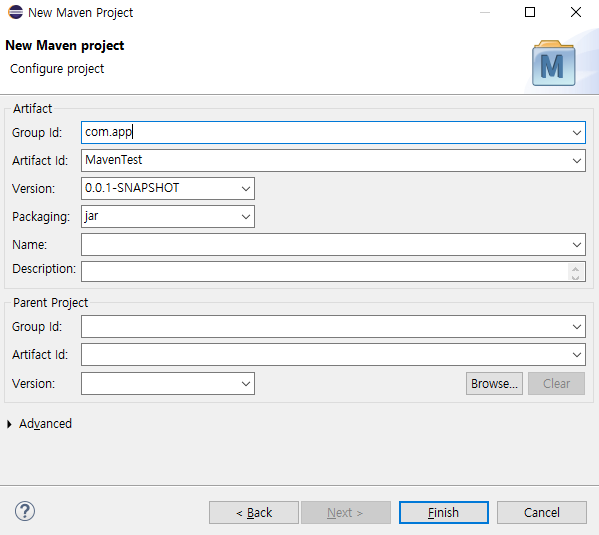 New Maven Project
New Maven project
Configure project
M
Artifact
Group Id: com.app
Artifact Id: MavenTest
Version: 0.0.1-SNAPSHOT
Packaging: jar
Name:
Description:
Parent Project
Group Id:
Artifact Id:
Version: Browse... Clear
Advanced
? < Back Next > Finish Cancel